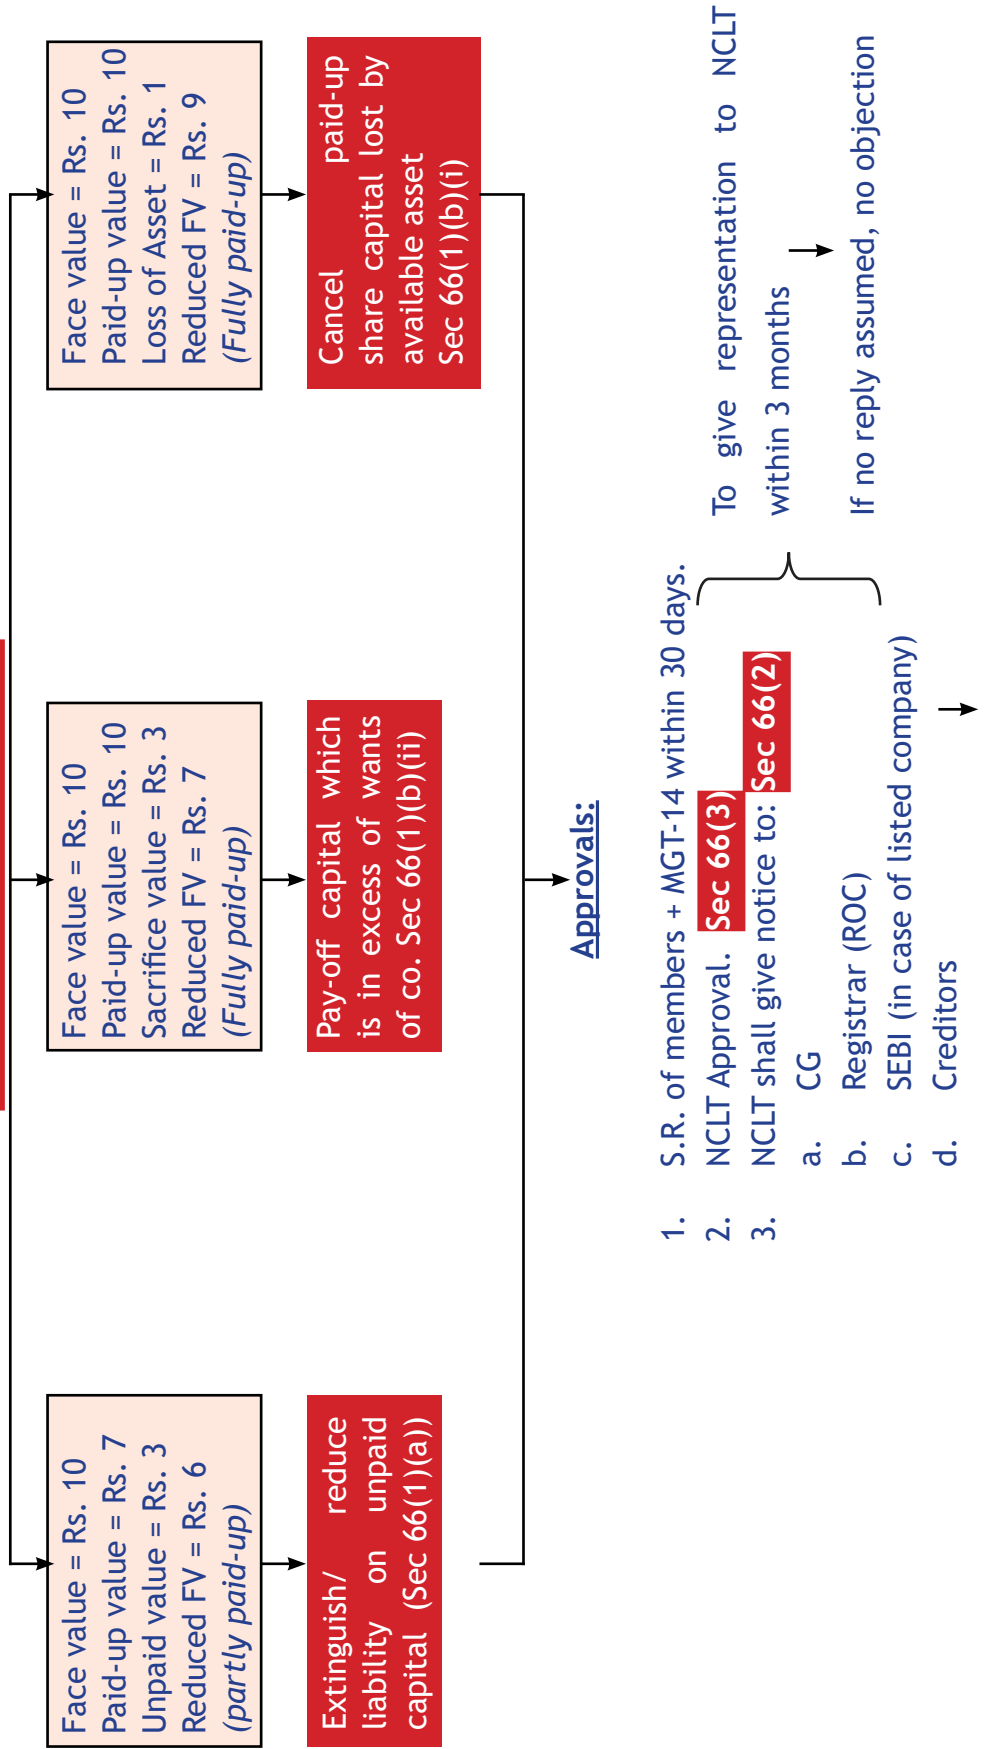 Face value = Rs. 10
Paid-up value = Rs. 7
Unpaid value = Rs. 3
Reduced FV = Rs. 6
(partly paid-up)
Extinguish/ reduce
liability on unpaid
capital (Sec 66(1)(a))
Face value = Rs. 10
Paid-up value = Rs. 10
Sacrifice value = Rs. 3
Reduced FV = Rs. 7
(Fully paid-up)
Pay-off capital which
is in excess of wants
of co. Sec 66(1)(b)(ii)
Face value = Rs. 10
Paid-up value = Rs. 10
Loss of Asset = Rs. 1
Reduced FV = Rs. 9
(Fully paid-up)
Cancel paid-up
share capital lost by
available asset
Sec 66(1)(b)(i)
Approvals:
1. S.R. of members + MGT-14 within 30 days.
2. NCLT Approval. Sec 66(3)
3. NCLT shall give notice to: Sec 66(2)
a. CG
b. Registrar (ROC)
c. SEBI (in case of listed company)
d. Creditors
To give representation to NCLT
within 3 months
If no reply assumed, no objection